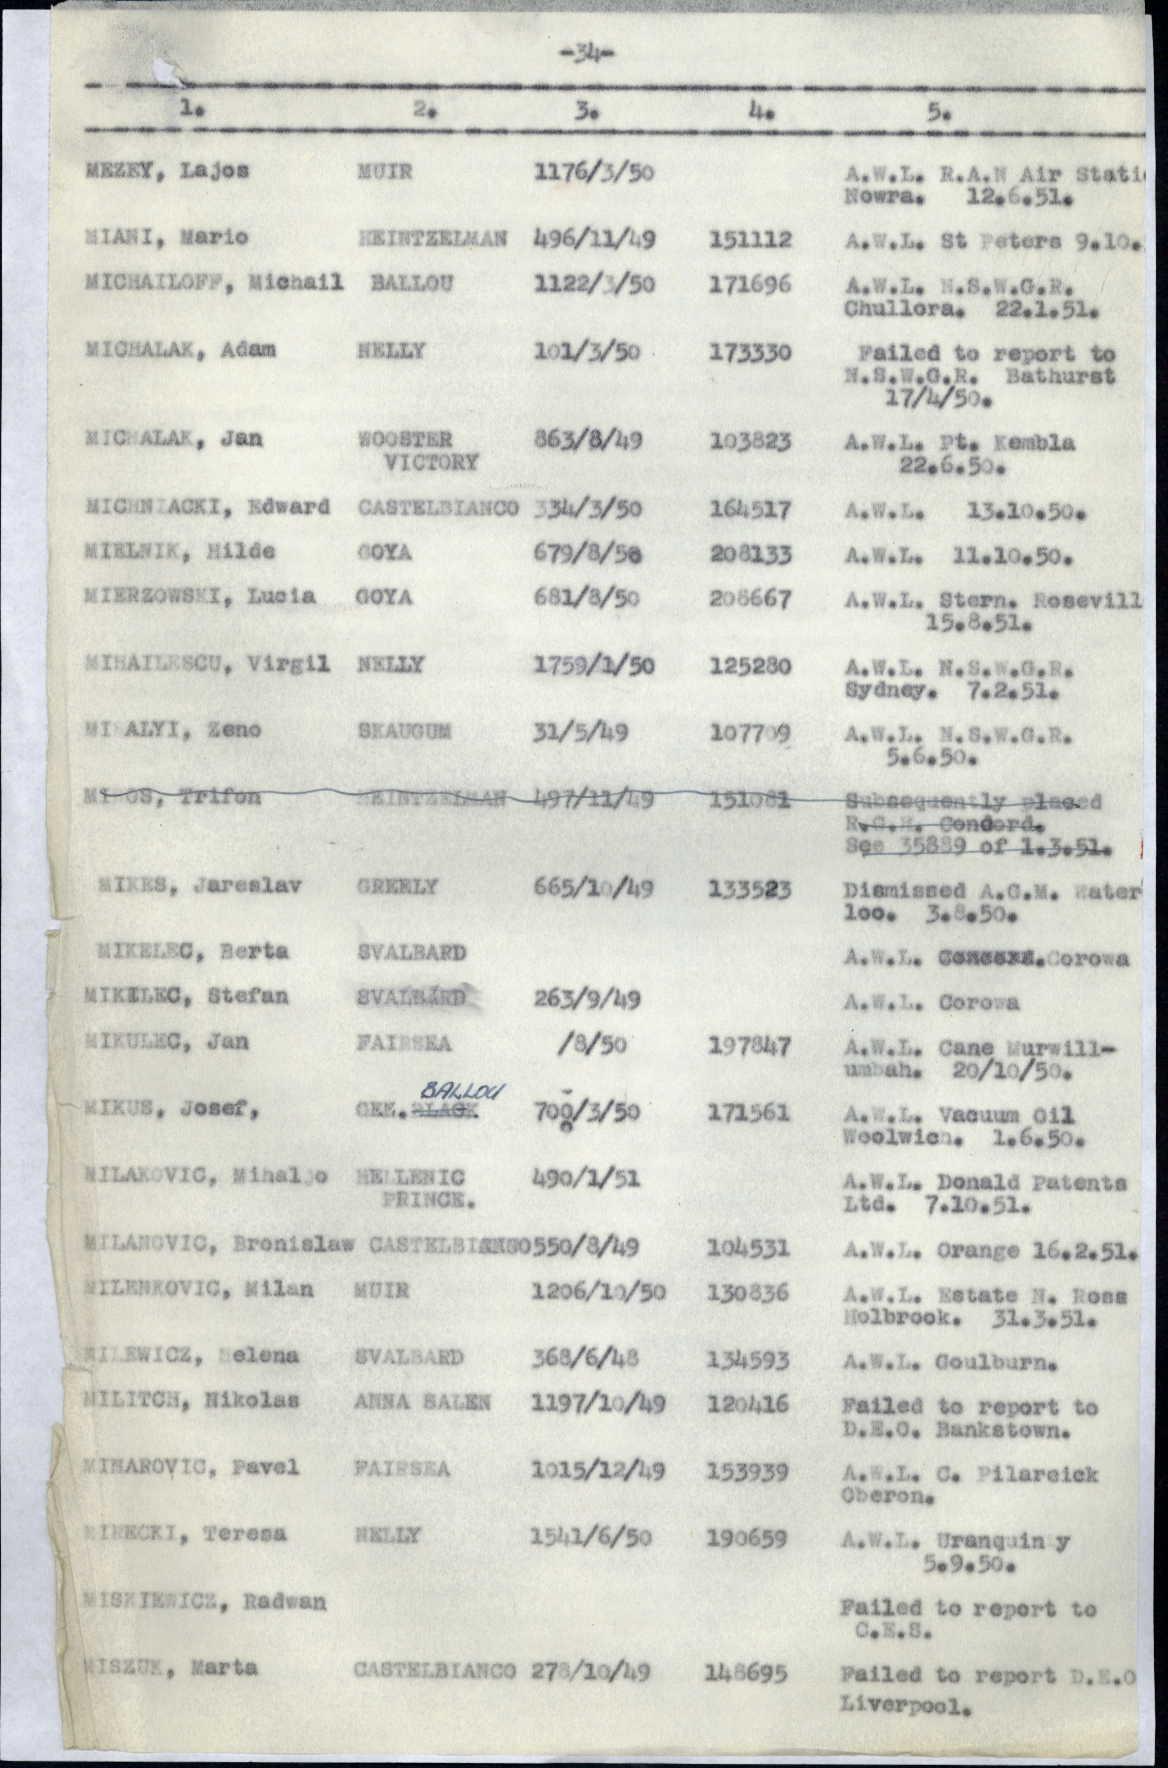 -34-
1. 2. 3. 4. 5.
MEZEY, Lajos MUIR 1176/3/50 A.W.L. R.A.N Air Stati
Nowra. 12.6.51.
MIANI, Mario HEINTZELMAN 496/11/49 151112 A.W.L. St Peters 9.10.
MICHAILOFF, Michail BALLOU 1122/3/50 171696 A.W.L. N.S.W.G.R.
Chullora. 22.1.51.
MICHALAK, Adam NELLY 101/3/50 173330 Failed to report to
N.S.W.G.R. Bathurst
17/4/50.
MICHALAK, Jan WOOSTER 863/8/49 103823 A.W.L. Pt. Kembla
VICTORY 22.6.50.
MICHNIACKI, Edward CASTELBIANCO 334/3/50 164517 A.W.L. 13.10.50.
MIELNIK, Hilde GOYA 679/8/50 208133 A.W.L. 11.10.50.
MIERZOWSKI, Lucia GOYA 681/8/50 208667 A.W.L. Stern. Rosevill
15.8.51.
MIHAILESCU, Virgil NELLY 1759/1/50 125280 A.W.L. N.S.W.G.R.
Sydney. 7.2.51.
MIHALYI, Zeno SKAUGUM 31/5/49 107709 A.W.L. N.S.W.G.R.
5.6.50.
Trifon HEINTZELMAN 497/11/49 151081 Subsequently placed
R.G.H. Condord.
See 35889 of 1.3.51.
MIKES, Jareslav GREELY 665/10/49 133523 Dismissed A.G.M. Water
loo. 3.8.50.
MIKELEC, Berta SVALBARD A.W.L. Corowa
MIKELEC, Stefan SVALBARD 263/9/49 A.W.L. Corowa
MIKULEC, Jan FAIRSEA /8/50 197847 A.W.L. Cane Murwill-
umbah. 20/10/50.
BALLOU
MIKUS, Josef, GEE. BLACK 700/3/50 171561 A.W.L. Vacuum Oil
Woolwich. 1.6.50.
MILAKOVIC, Mihaljo HELLENIC 490/1/51 A.W.L. Donald Patents
PRINCE. Ltd. 7.10.51.
MILANOVIC, Bronislaw CASTELBIANCO 550/8/49 104531 A.W.L. Orange 16.2.51.
MILENKOVIC, Milan MUIR 1206/10/50 130836 A.W.L. Estate N. Ross
Holbrook. 31.3.51.
MILEWICZ, Helena SVALBARD 368/6/48 134593 A.W.L. Goulburn.
MILITCH, Nikolas ANNA SALEN 1197/10/49 120416 Failed to report to
D.E.O. Bankstown.
MINAROVIC, Pavel FAIRSEA 1015/12/49 153939 A.W.L. C. Pilarcick
Oberon.
MIRECKI, Teresa NELLY 1541/6/50 190659 A.W.L. Uranquin y
5.9.50.
MISKIEWICZ, Radwan Failed to report to
C.E.S.
MISZUK, Marta CASTELBIANCO 278/10/49 148695 Failed to report D.E.O
Liverpool.